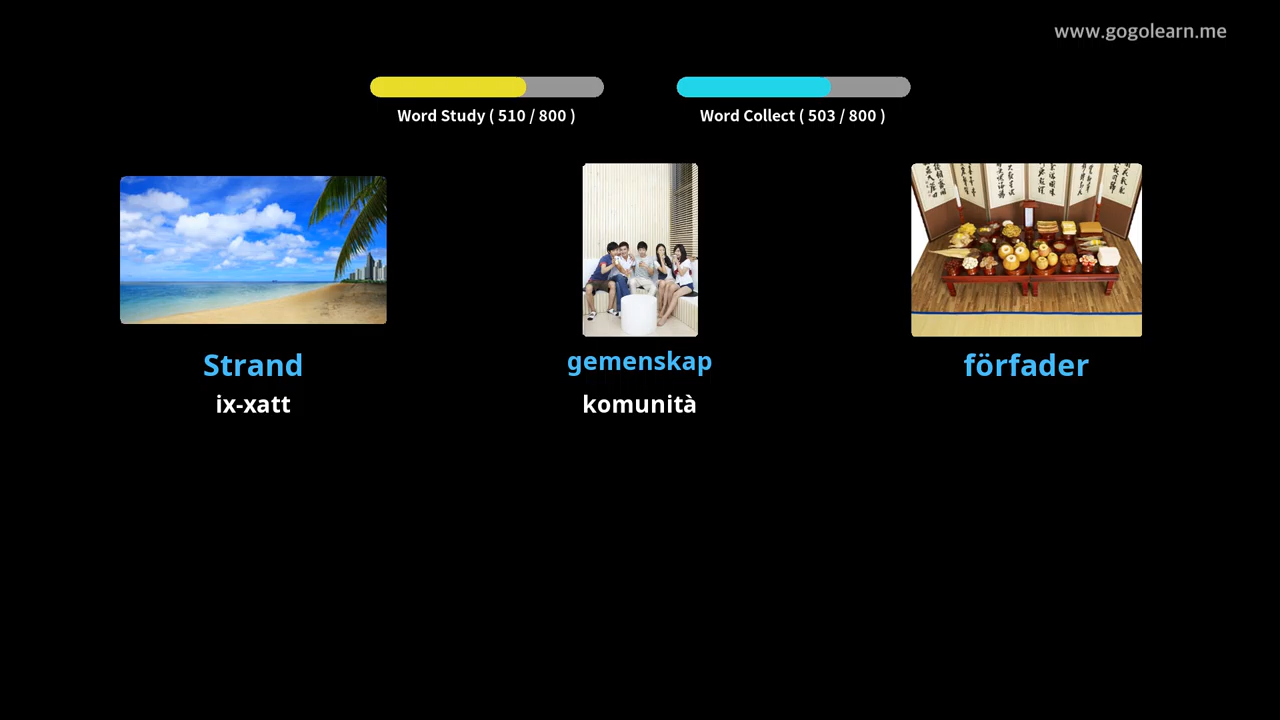 www.gogolearn.me
Word Study ( 510 / 800 )
Word Collect ( 503 / 800 )
Strand
gemenskap
förfader
ix-xatt
komunità